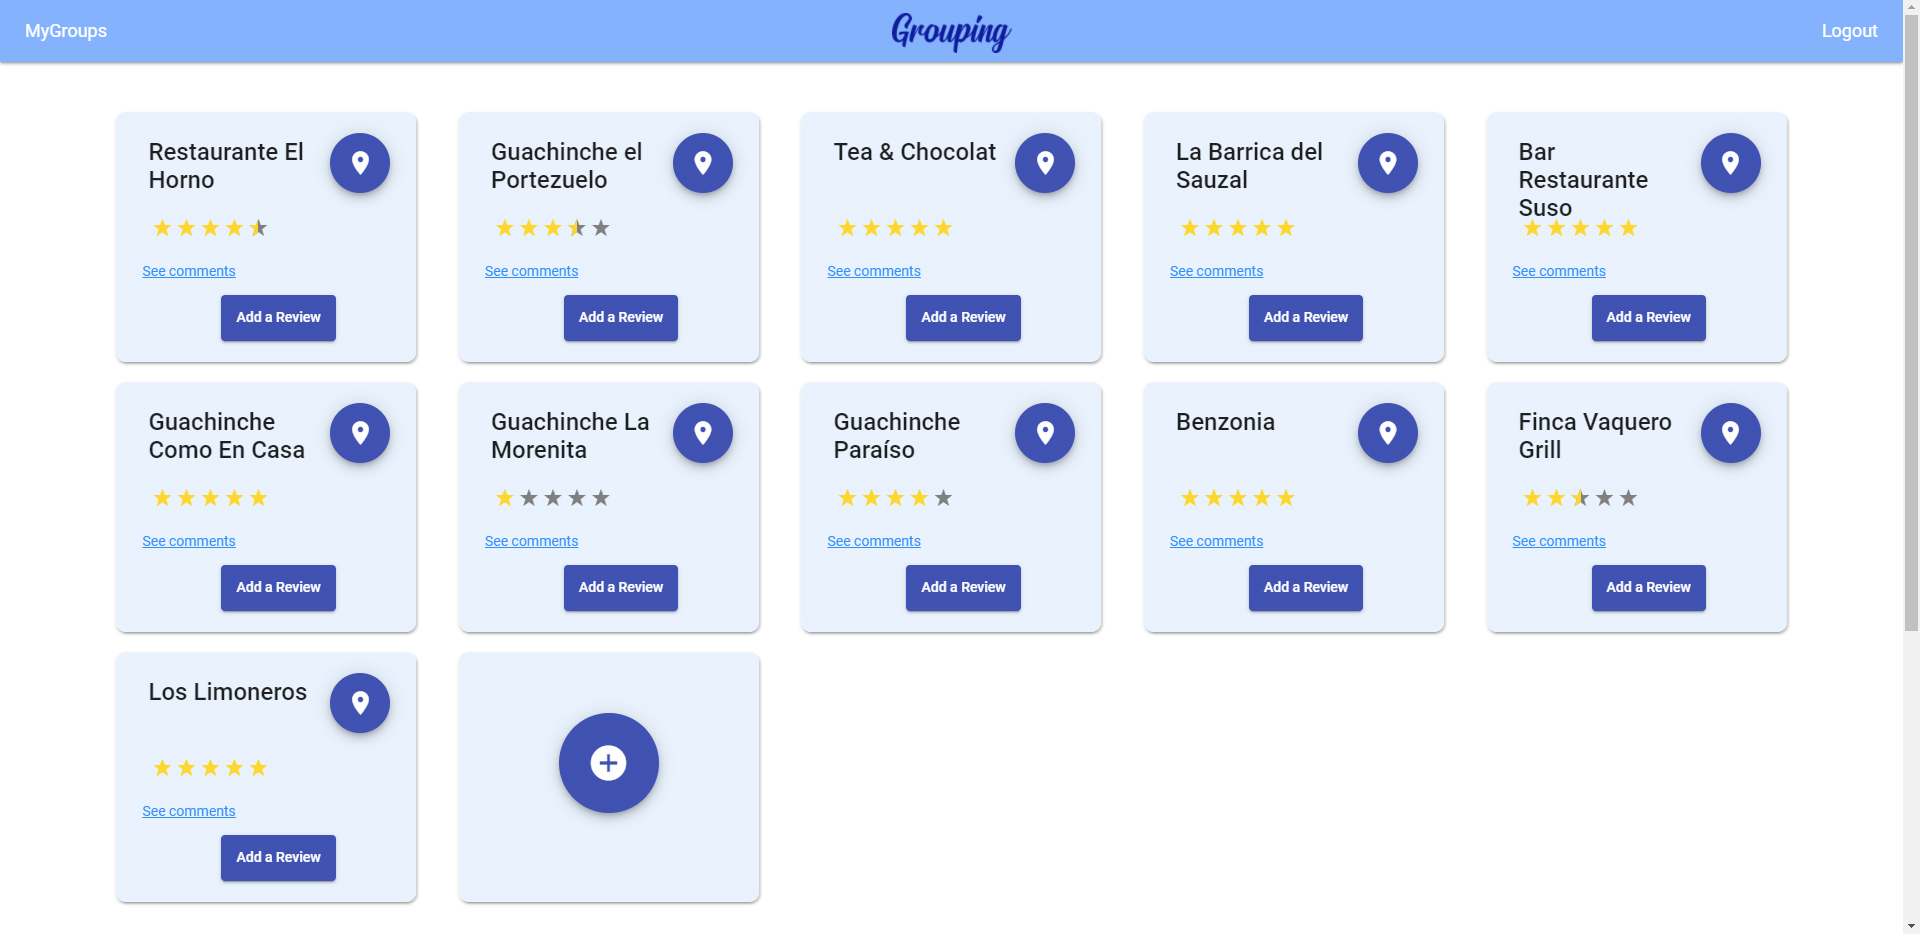 MyGroups
Grouping
Logout
Restaurante El
Horno
See comments
Add a Review
Guachinche el
Portezuelo
See comments
Add a Review
Tea & Chocolat
See comments
Add a Review
La Barrica del
Sauzal
See comments
Add a Review
Bar
Restaurante
Suso
See comments
Add a Review
Guachinche
Como En Casa
See comments
Add a Review
Guachinche La
Morenita
See comments
Add a Review
Guachinche
Paraíso
See comments
Add a Review
Benzonia
See comments
Add a Review
Finca Vaquero
Grill
See comments
Add a Review
Los Limoneros
See comments
Add a Review